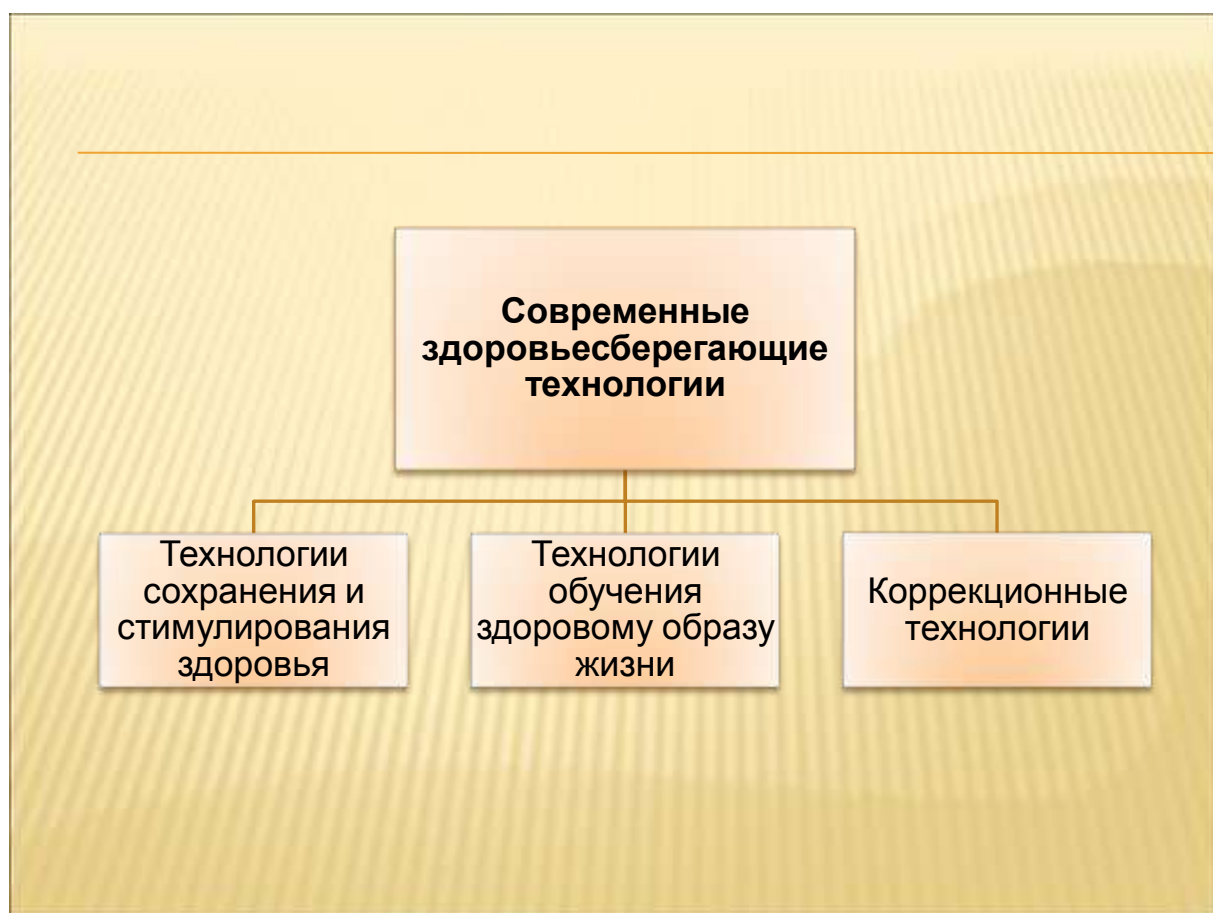 Современные
здоровьесберегающие
технологии
Технологии
сохранения и
стимулирования
здоровья
Технологии
обучения
здоровому образу
жизни
Коррекционные
технологии